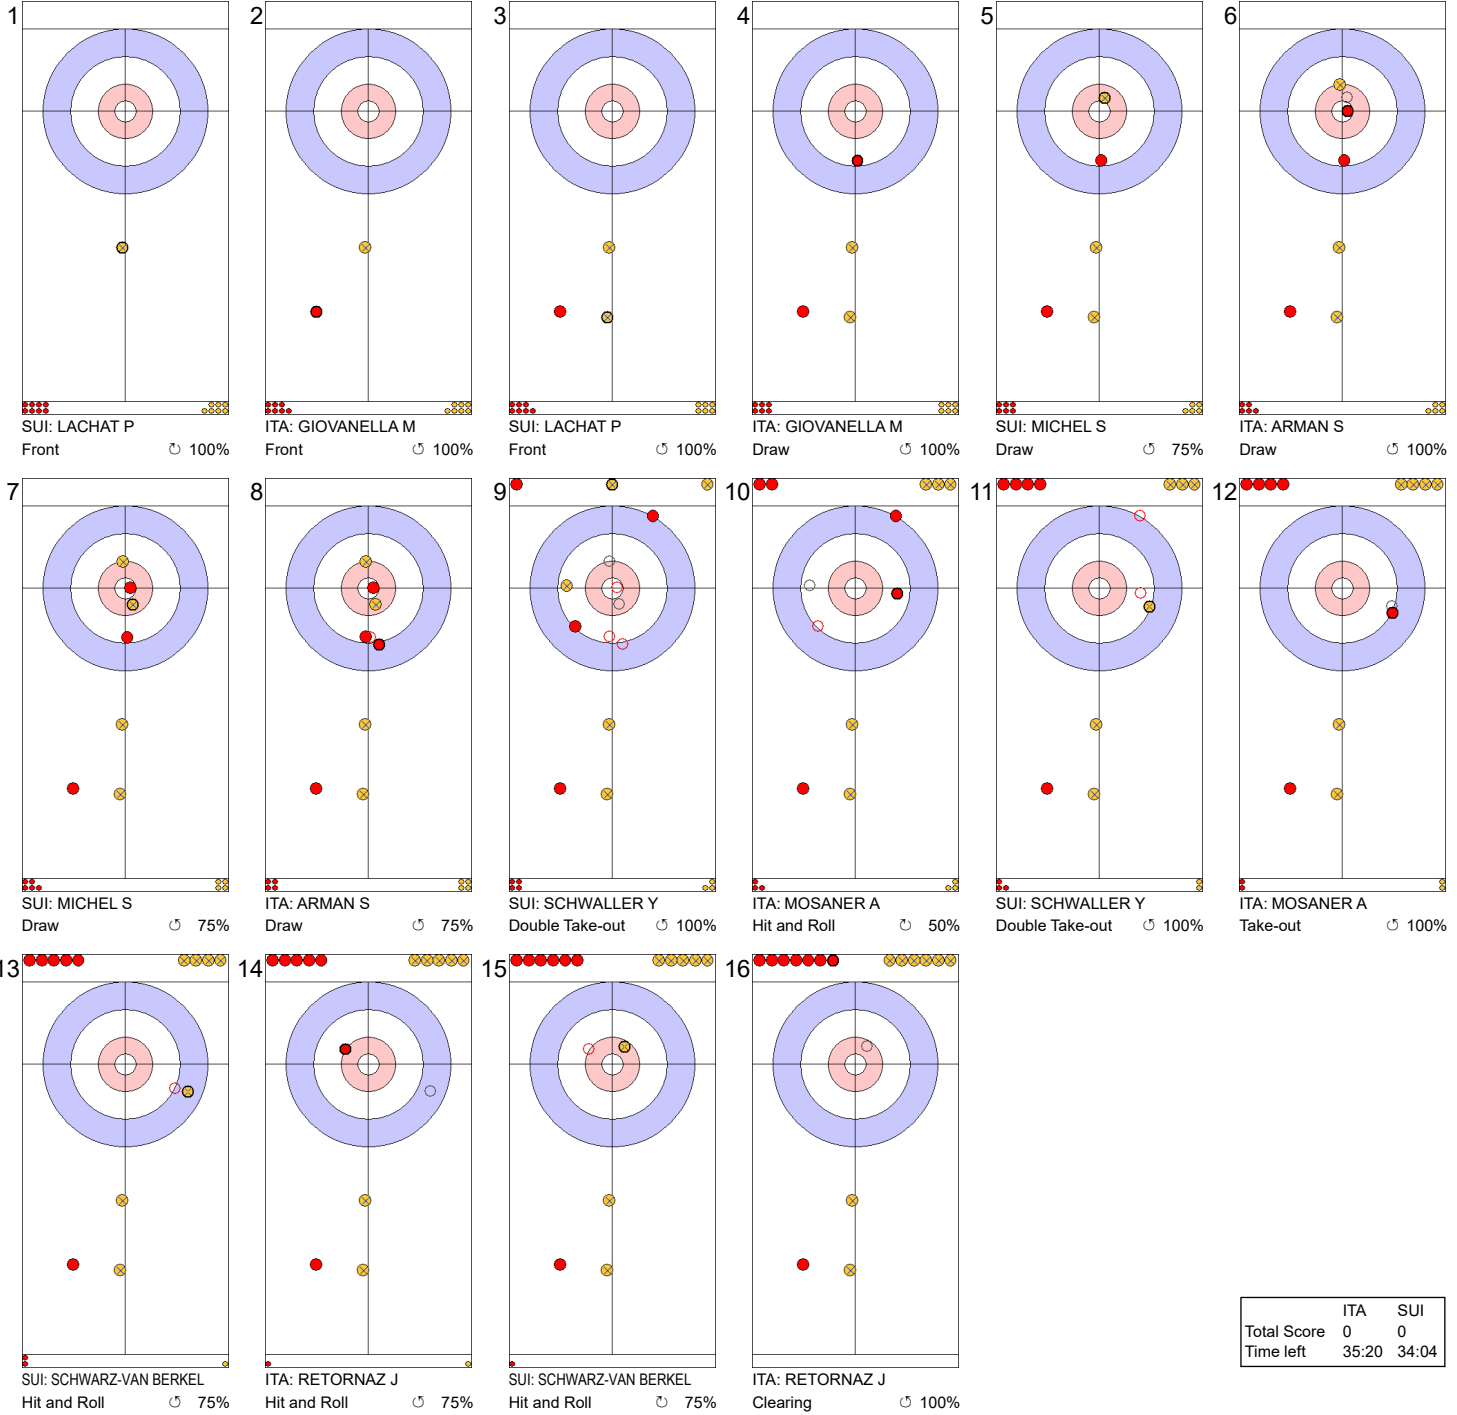 1 2 3 4 5 6
SUI: LACHAT P ITA: GIOVANELLA M SUI: LACHAT P ITA: GIOVANELLA M SUI: MICHEL S ITA: ARMAN S
Front ↻ 100% Front ↺ 100% Front ↺ 100% Draw ↺ 100% Draw ↺ 75% Draw ↺ 100%
7 8 9 10 11 12
SUI: MICHEL S ITA: ARMAN S SUI: SCHWALLER Y ITA: MOSANER A SUI: SCHWALLER Y ITA: MOSANER A
Draw ↺ 75% Draw ↺ 75% Double Take-out ↺ 100% Hit and Roll ↻ 50% Double Take-out ↺ 100% Take-out ↺ 100%
13 14 15 16
SUI: SCHWARZ-VAN BERKEL ITA: RETORNAZ J SUI: SCHWARZ-VAN BERKEL ITA: RETORNAZ J
Hit and Roll ↺ 75% Hit and Roll ↺ 75% Hit and Roll ↻ 75% Clearing ↺ 100%
ITA SUI
Total Score 0 0
Time left 35:20 34:04